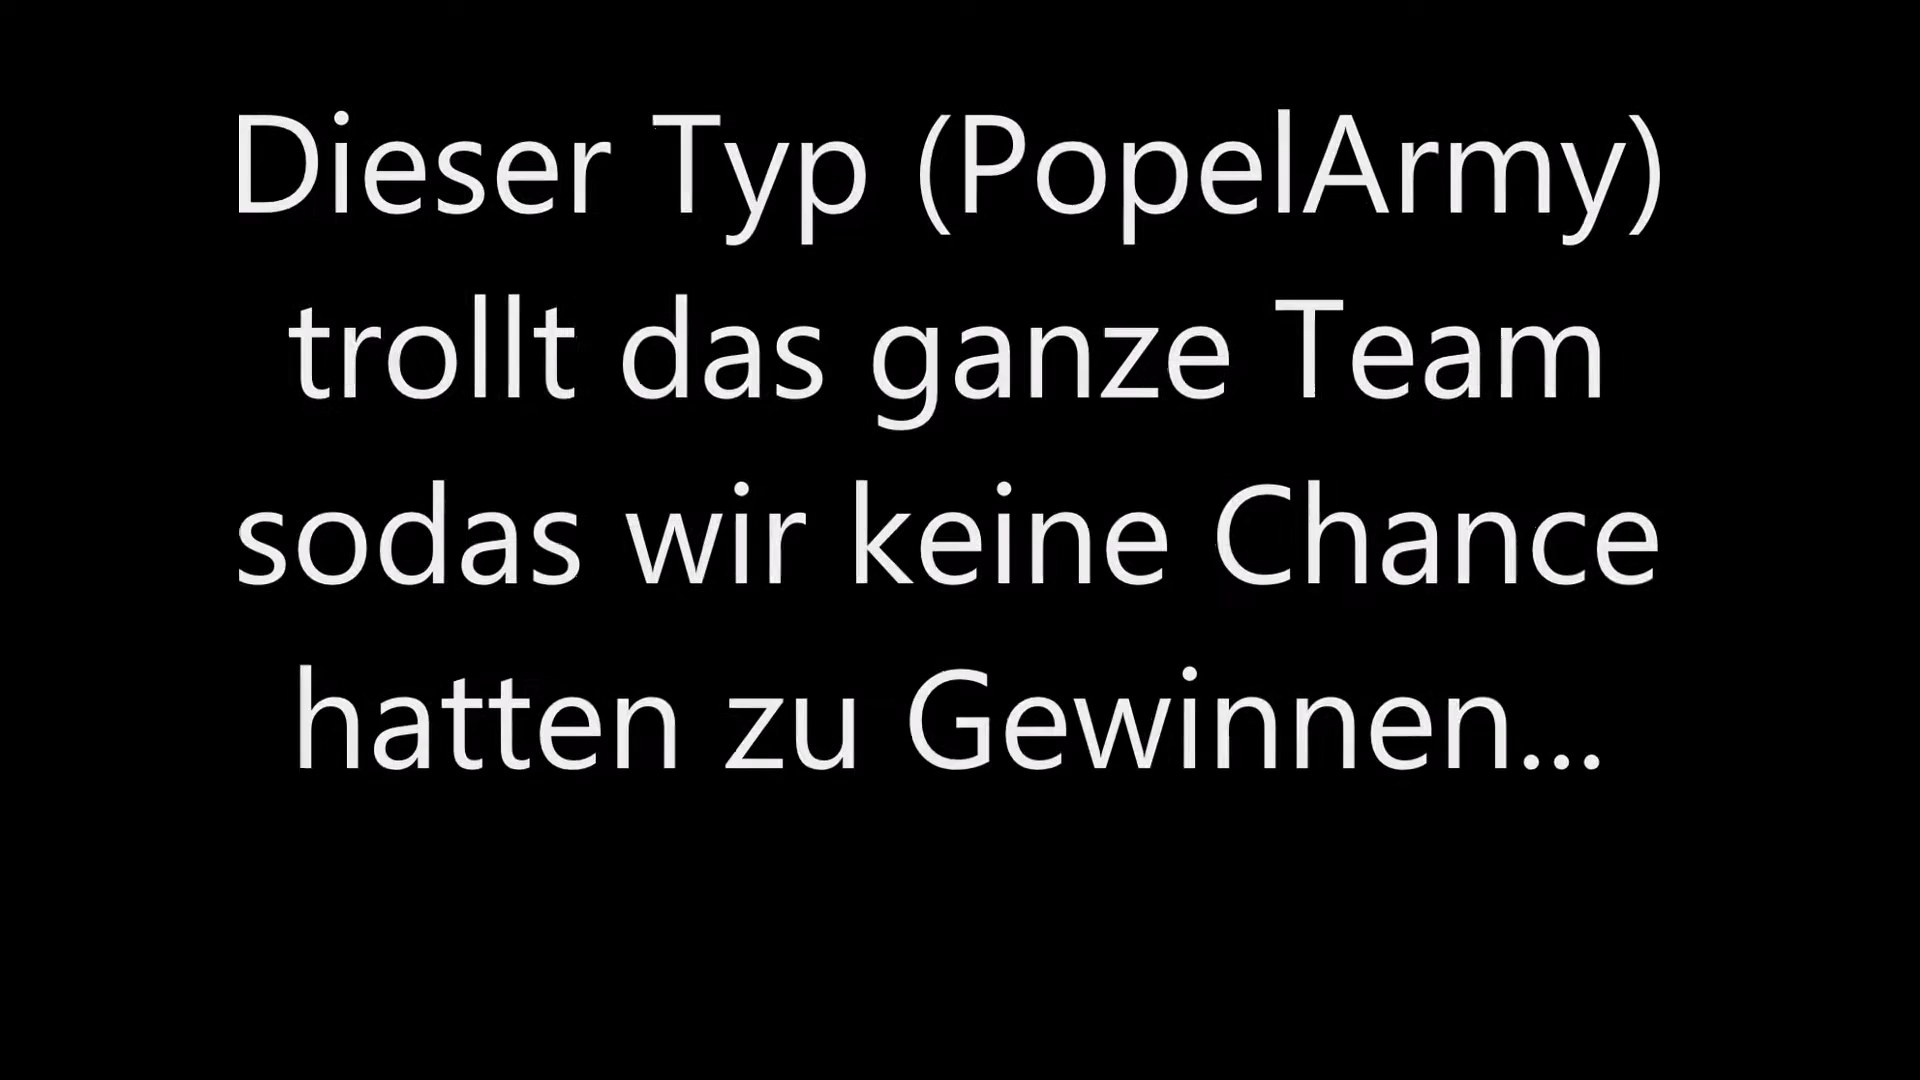 Dieser Typ (PopelArmy)
trollt das ganze Team
sodas wir keine Chance
hatten zu Gewinnen...